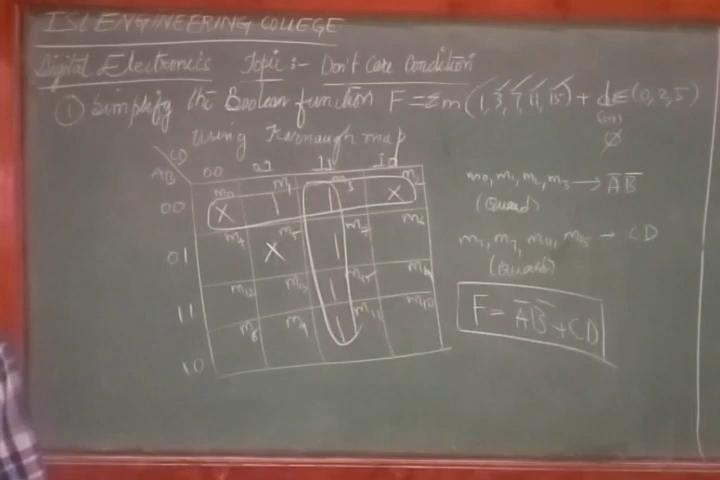 ISL ENGINEERING COLLEGE
Digital Electronics Topic :- Don't Care Condition
① Simplify the Boolean function F = Σm(1,3,7,11,15) + dΣ(0,2,5)
(or)
Ø
Using Karnaugh map
CD
AB 00 11 10
00 m0 m1 m3 m2
X 1 1 X
01 m4 m5 m7 m6
X 1
11 m12 m13 m15 m14
1
10 m8 m9 m11 m10
1
m0, m1, m2, m3 → A̅ B̅
(Quad)
m3, m7, m11, m15 → CD
(Quad)
F = A̅B̅ + CD